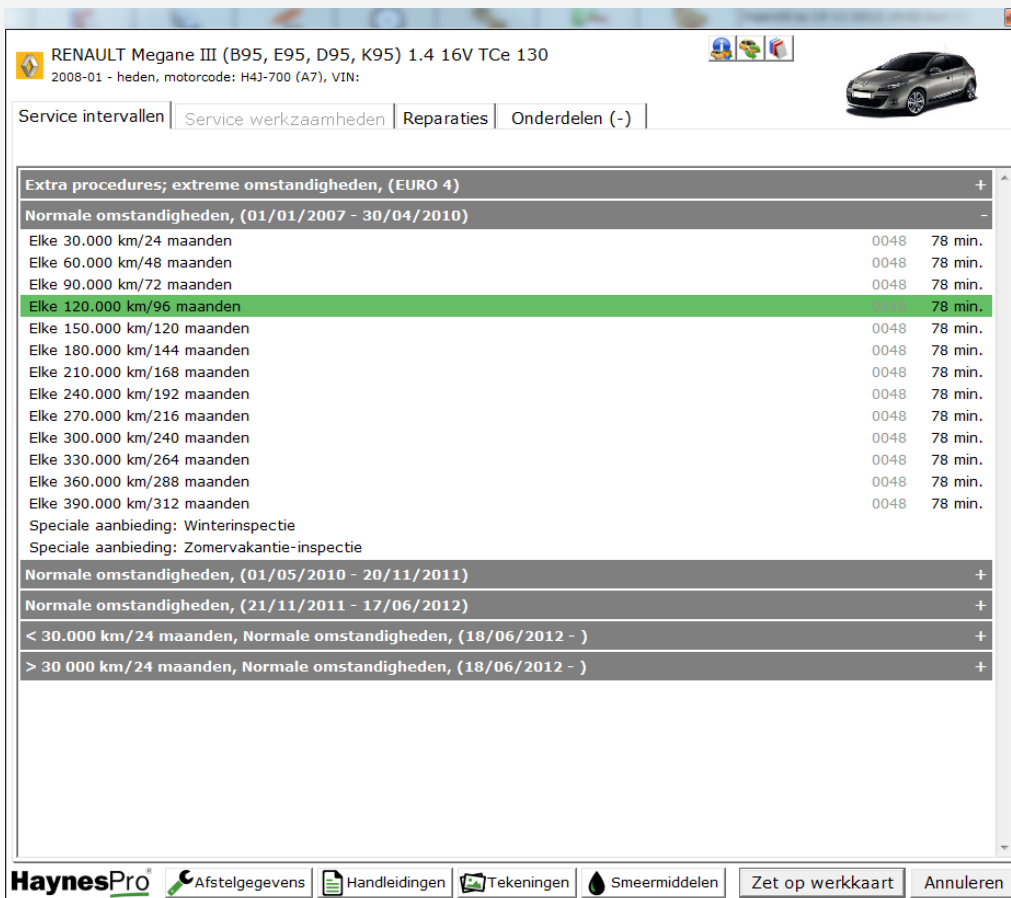 RENAULT Megane III (B95, E95, D95, K95) 1.4 16V TCe 130
2008-01 - heden, motorcode: H4J-700 (A7), VIN:
Service intervallen Service werkzaamheden Reparaties Onderdelen (-)
Extra procedures; extreme omstandigheden, (EURO 4) +
Normale omstandigheden, (01/01/2007 - 30/04/2010) -
Elke 30.000 km/24 maanden 0048 78 min.
Elke 60.000 km/48 maanden 0048 78 min.
Elke 90.000 km/72 maanden 0048 78 min.
Elke 120.000 km/96 maanden 0048 78 min.
Elke 150.000 km/120 maanden 0048 78 min.
Elke 180.000 km/144 maanden 0048 78 min.
Elke 210.000 km/168 maanden 0048 78 min.
Elke 240.000 km/192 maanden 0048 78 min.
Elke 270.000 km/216 maanden 0048 78 min.
Elke 300.000 km/240 maanden 0048 78 min.
Elke 330.000 km/264 maanden 0048 78 min.
Elke 360.000 km/288 maanden 0048 78 min.
Elke 390.000 km/312 maanden 0048 78 min.
Speciale aanbieding: Winterinspectie
Speciale aanbieding: Zomervakantie-inspectie
Normale omstandigheden, (01/05/2010 - 20/11/2011) +
Normale omstandigheden, (21/11/2011 - 17/06/2012) +
< 30.000 km/24 maanden, Normale omstandigheden, (18/06/2012 - ) +
> 30 000 km/24 maanden, Normale omstandigheden, (18/06/2012 - ) +
HaynesPro® Afstelgegevens Handleidingen Tekeningen Smeermiddelen Zet op werkkaart Annuleren